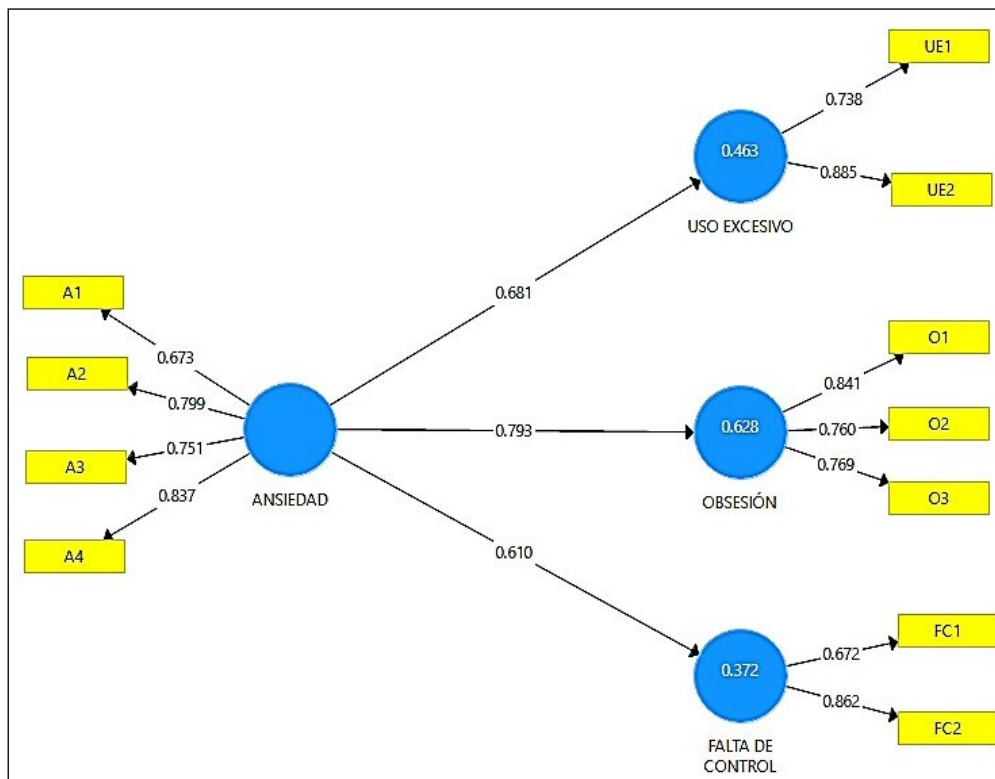 UE1
0.738
0.463
0.885
UE2
USO EXCESIVO
A1
0.681
O1
0.673
A2
0.841
0.799
0.793
0.628
0.760
O2
0.751
A3
0.769
0.837
ANSIEDAD
OBSESIÓN
O3
A4
0.610
FC1
0.672
0.372
0.862
FC2
FALTA DE
CONTROL